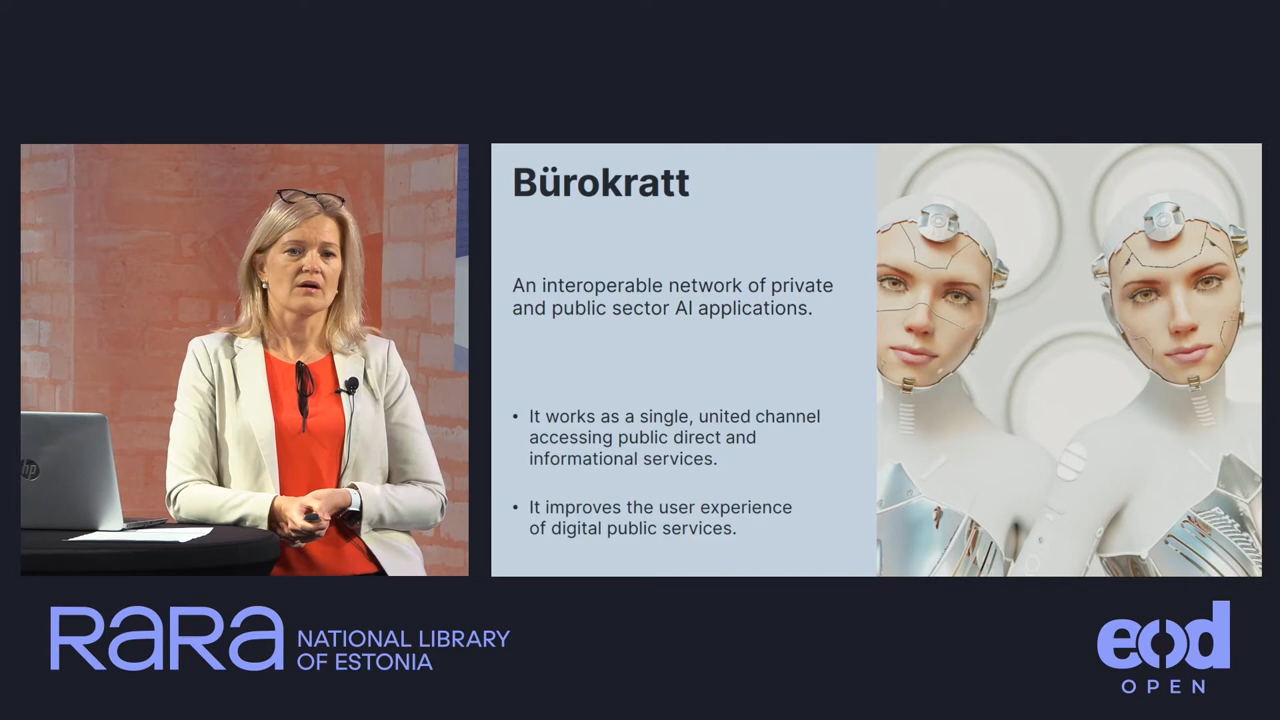 Bürokratt
An interoperable network of private
and public sector AI applications.
• It works as a single, united channel
accessing public direct and
informational services.
• It improves the user experience
of digital public services.
hp
RaRa
NATIONAL LIBRARY
OF ESTONIA
eod
OPEN